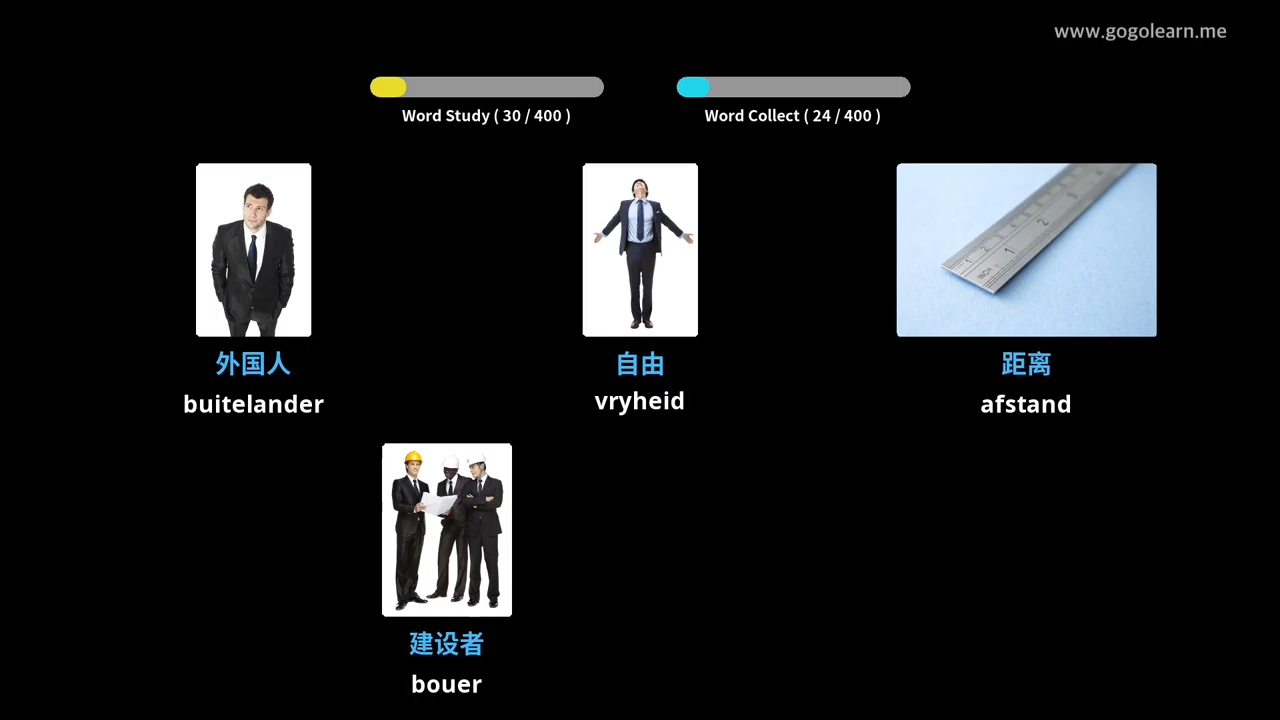 www.gogolearn.me
Word Study ( 30 / 400 )
Word Collect ( 24 / 400 )
外国人
buitelander
自由
vryheid
距离
afstand
建设者
bouer